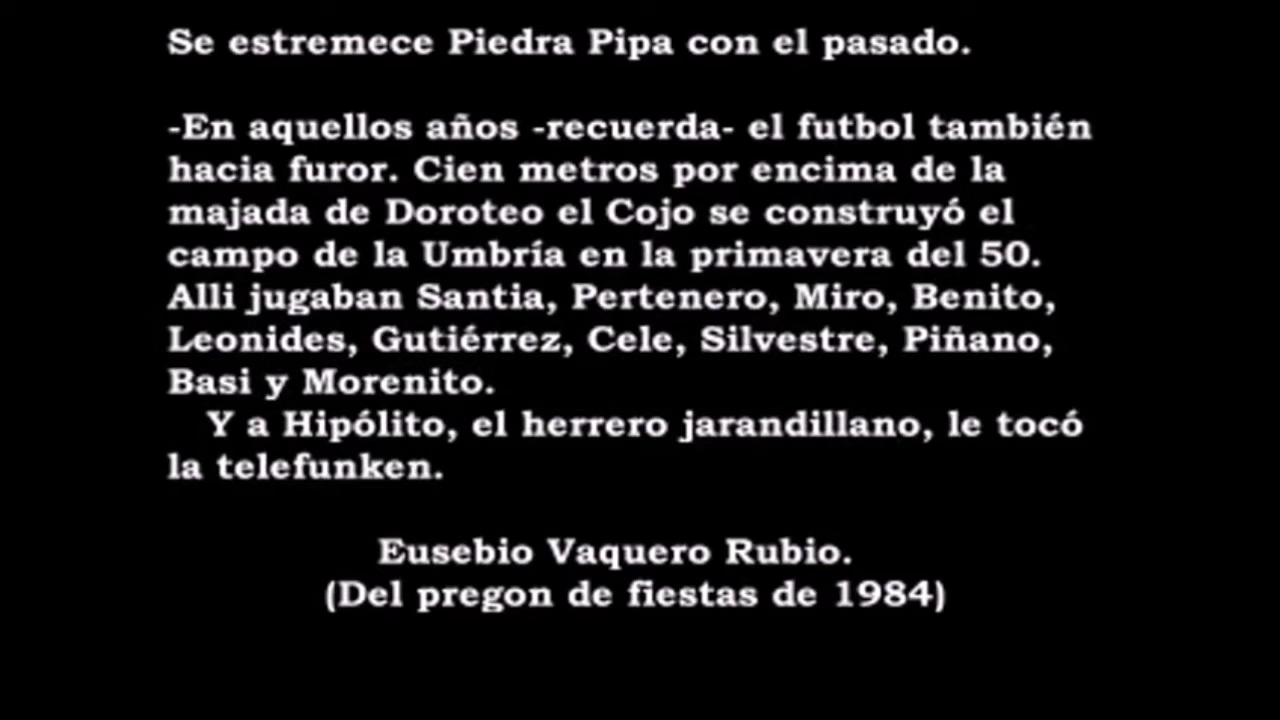 Se estremece Piedra Pipa con el pasado.
-En aquellos años -recuerda- el futbol también
hacia furor. Cien metros por encima de la
majada de Doroteo el Cojo se construyó el
campo de la Umbría en la primavera del 50.
Alli jugaban Santia, Pertenero, Miro, Benito,
Leonides, Gutiérrez, Cele, Silvestre, Piñano,
Basi y Morenito.
Y a Hipólito, el herrero jarandillano, le tocó
la telefunken.
Eusebio Vaquero Rubio.
(Del pregon de fiestas de 1984)